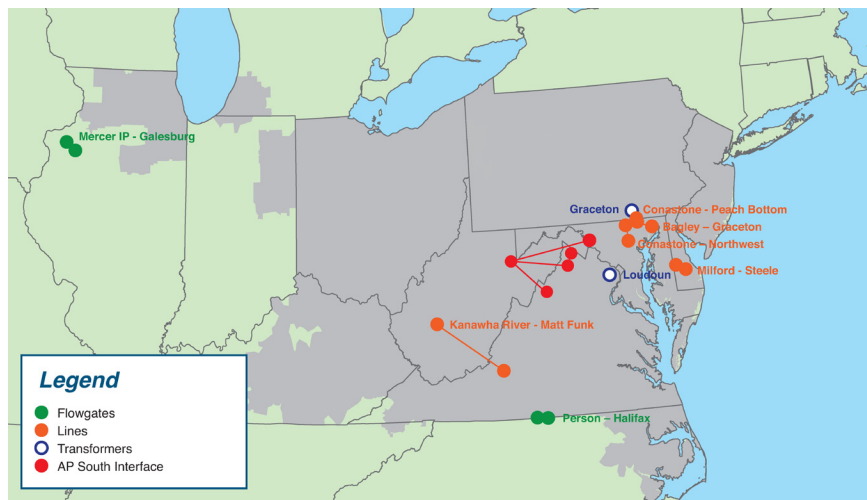 Mercer IP - Galesburg
Graceton
Conastone - Peach Bottom
Bagley – Graceton
Conastone – Northwest
Loudoun
Milford - Steele
Kanawha River - Matt Funk
Person – Halifax
Legend
Flowgates
Lines
Transformers
AP South Interface